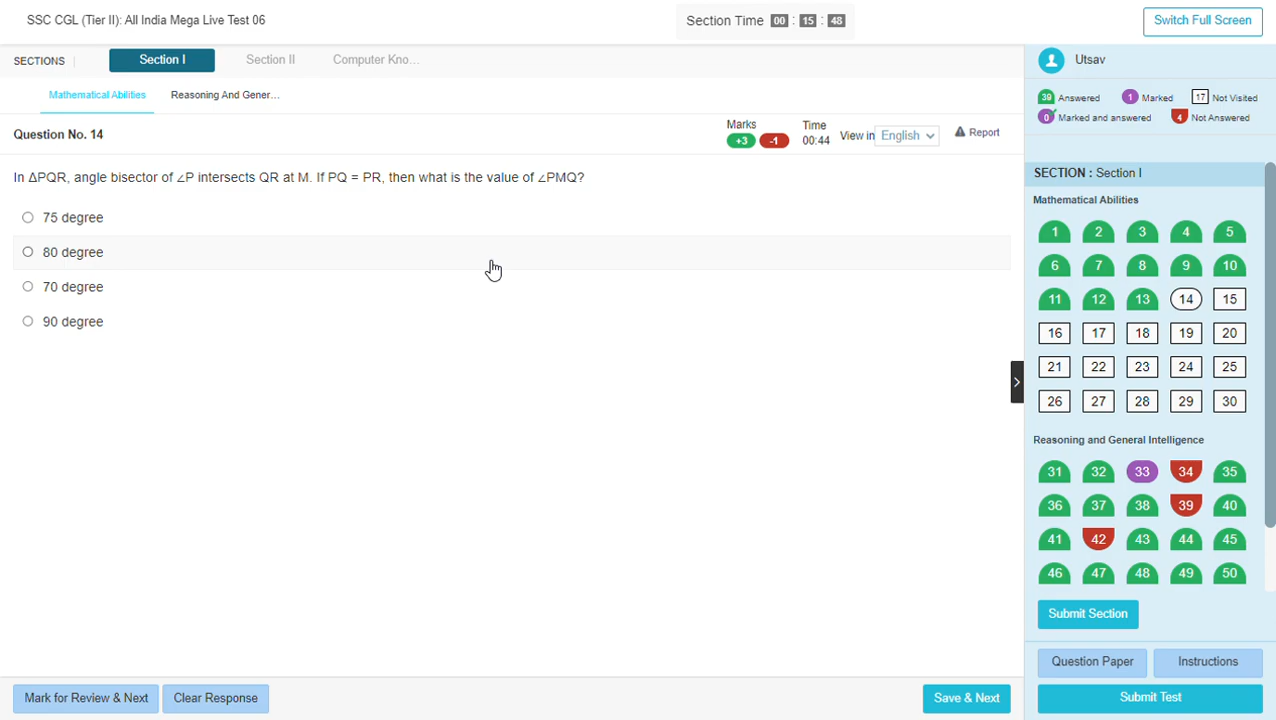 SSC CGL (Tier II): All India Mega Live Test 06
Section Time 00 : 15 : 48
Switch Full Screen
SECTIONS
Section I
Section II
Computer Kno...
Utsav
Mathematical Abilities
Reasoning And Gener...
39 Answered
1 Marked
17 Not Visited
0 Marked and answered
4 Not Answered
Question No. 14
Marks
+3 -1
Time
00:44
View in English
Report
In ΔPQR, angle bisector of ∠P intersects QR at M. If PQ = PR, then what is the value of ∠PMQ?
75 degree
80 degree
70 degree
90 degree
SECTION : Section I
Mathematical Abilities
1 2 3 4 5
6 7 8 9 10
11 12 13 14 15
16 17 18 19 20
21 22 23 24 25
26 27 28 29 30
Reasoning and General Intelligence
31 32 33 34 35
36 37 38 39 40
41 42 43 44 45
46 47 48 49 50
Submit Section
Question Paper
Instructions
Mark for Review & Next
Clear Response
Save & Next
Submit Test